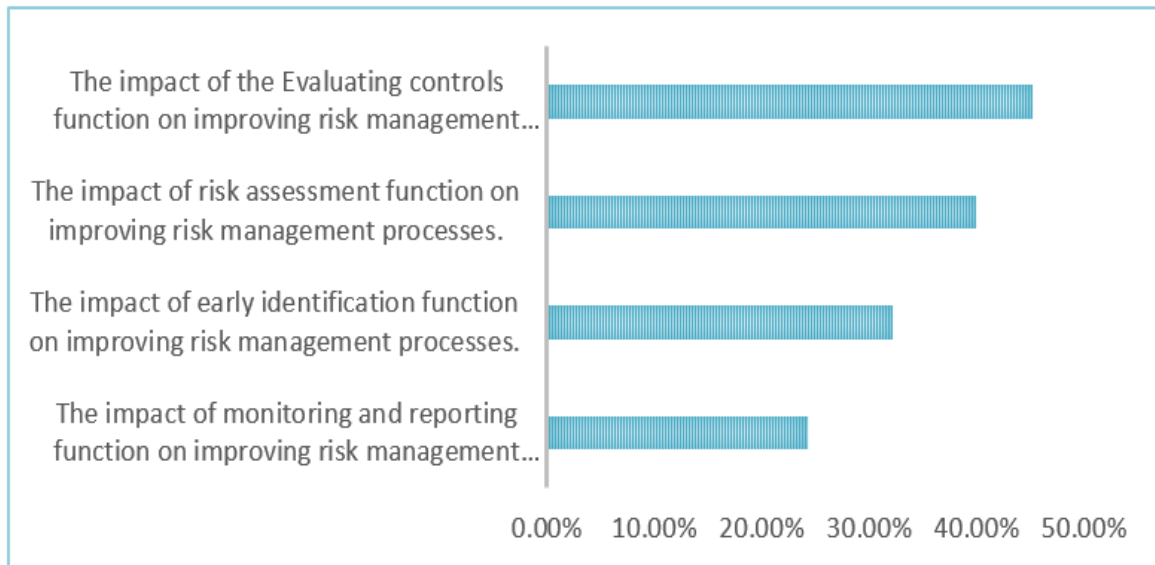 The impact of the Evaluating controls
function on improving risk management...
The impact of risk assessment function on
improving risk management processes.
The impact of early identification function
on improving risk management processes.
The impact of monitoring and reporting
function on improving risk management...
0.00% 10.00% 20.00% 30.00% 40.00% 50.00%